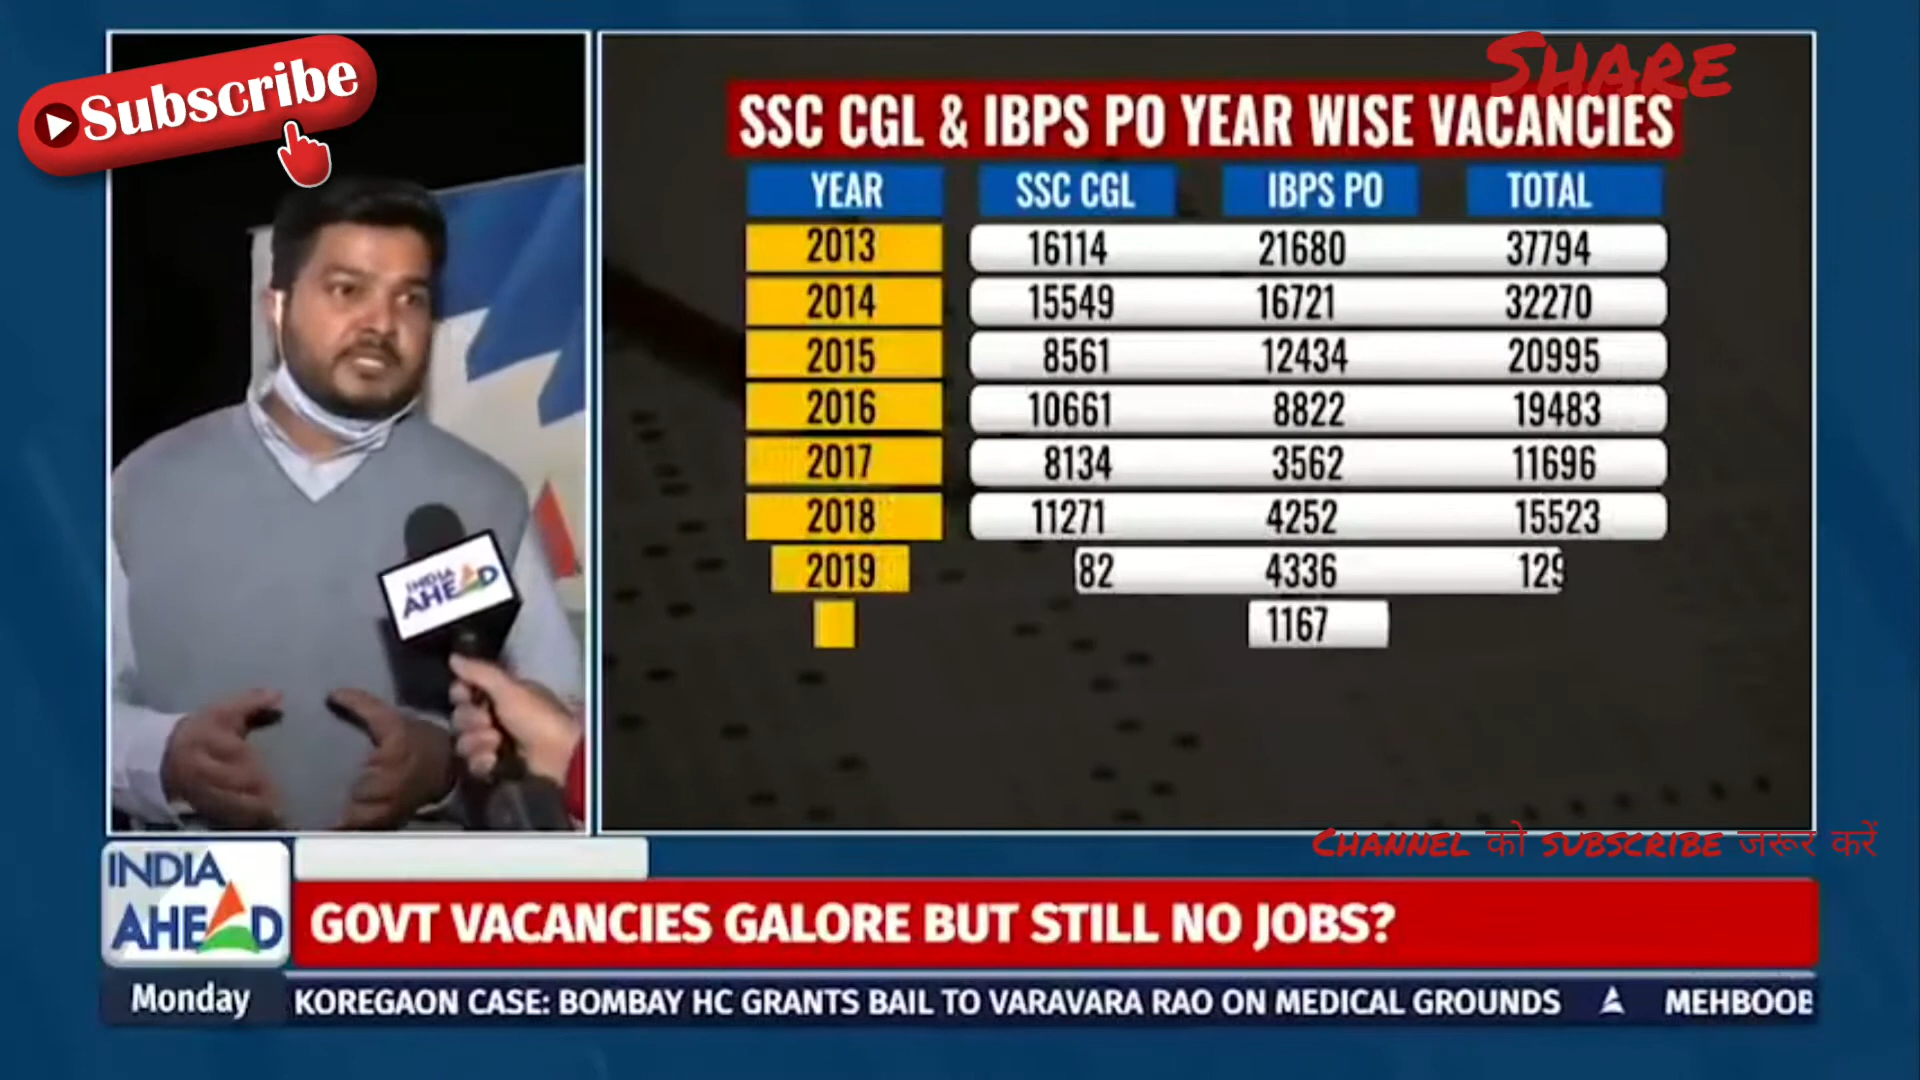 Subscribe
SHARE
SSC CGL & IBPS PO YEAR WISE VACANCIES
YEAR SSC CGL IBPS PO TOTAL
2013 16114 21680 37794
2014 15549 16721 32270
2015 8561 12434 20995
2016 10661 8822 19483
2017 8134 3562 11696
2018 11271 4252 15523
2019 82 4336 129
1167
INDIA AHEAD
CHANNEL को SUBSCRIBE जरूर करें
INDIA AHEAD
GOVT VACANCIES GALORE BUT STILL NO JOBS?
Monday KOREGAON CASE: BOMBAY HC GRANTS BAIL TO VARAVARA RAO ON MEDICAL GROUNDS MEHBOOB